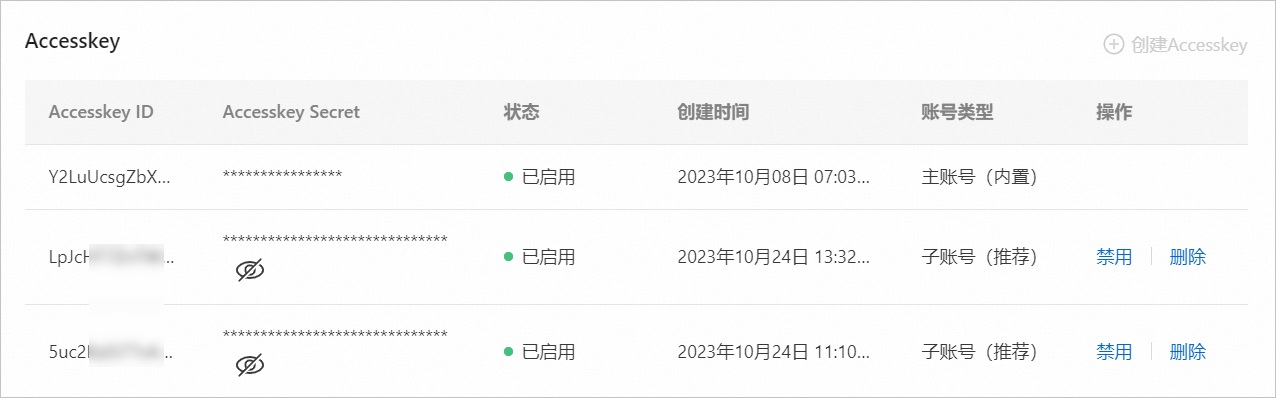 Accesskey
创建Accesskey
Accesskey ID Accesskey Secret 状态 创建时间 账号类型 操作
Y2LuUcsgZbX... **************** 已启用 2023年10月08日 07:03... 主账号（内置）
LpJcH ... ****************************** 已启用 2023年10月24日 13:32... 子账号（推荐） 禁用 删除
5uc2 ... ****************************** 已启用 2023年10月24日 11:10... 子账号（推荐） 禁用 删除